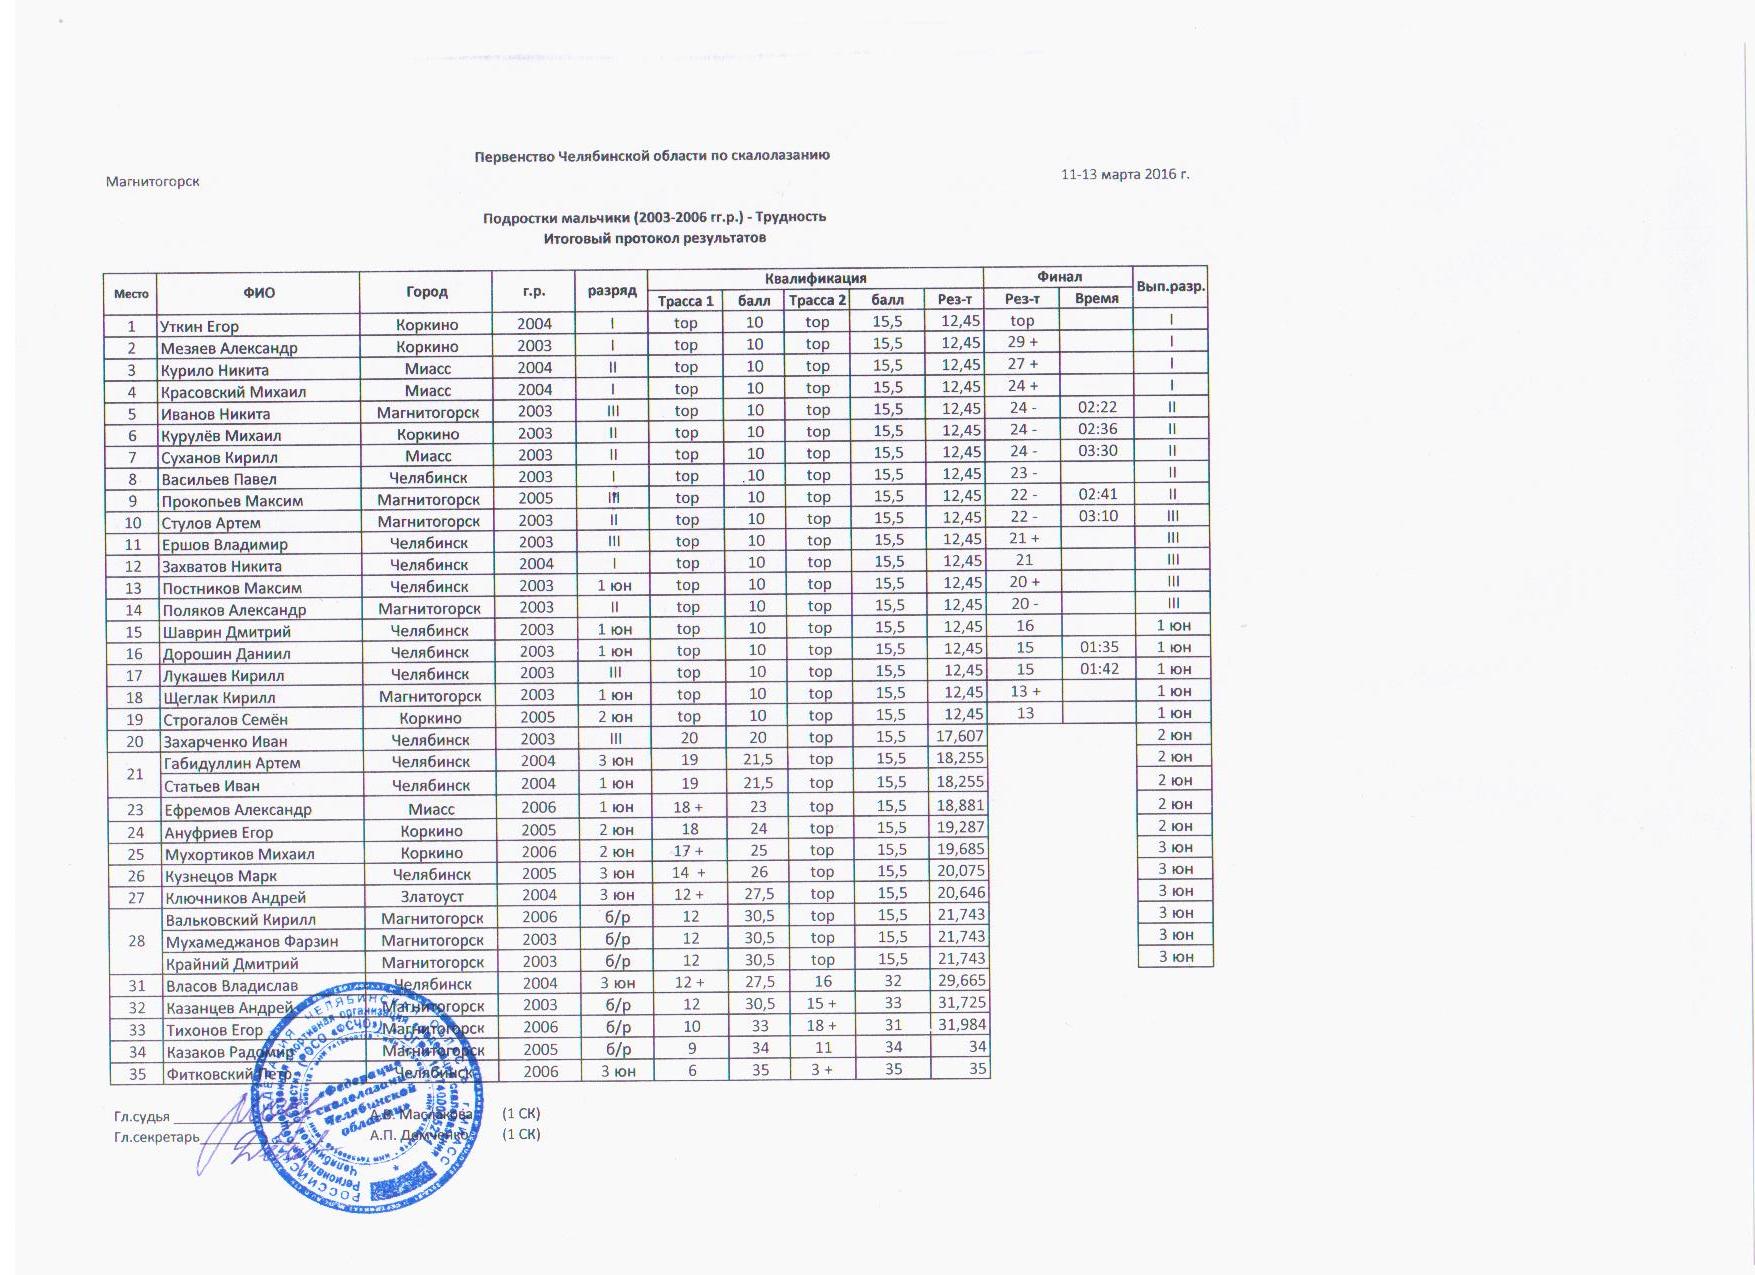 Первенство Челябинской области по скалолазанию
Магнитогорск 11-13 марта 2016 г.
Подростки мальчики (2003-2006 гг.р.) - Трудность
Итоговый протокол результатов
Место ФИО Город г.р. разряд Квалификация Финал Вып.разр.
Трасса 1 балл Трасса 2 балл Рез-т Рез-т Время
1 Уткин Егор Коркино 2004 I top 10 top 15,5 12,45 top I
2 Мезяев Александр Коркино 2003 I top 10 top 15,5 12,45 29 + I
3 Курило Никита Миасс 2004 II top 10 top 15,5 12,45 27 + I
4 Красовский Михаил Миасс 2004 I top 10 top 15,5 12,45 24 + I
5 Иванов Никита Магнитогорск 2003 III top 10 top 15,5 12,45 24 - 02:22 II
6 Курулёв Михаил Коркино 2003 II top 10 top 15,5 12,45 24 - 02:36 II
7 Суханов Кирилл Миасс 2003 II top 10 top 15,5 12,45 24 - 03:30 II
8 Васильев Павел Челябинск 2003 I top 10 top 15,5 12,45 23 - II
9 Прокопьев Максим Магнитогорск 2005 III top 10 top 15,5 12,45 22 - 02:41 II
10 Стулов Артем Магнитогорск 2003 II top 10 top 15,5 12,45 22 - 03:10 III
11 Ершов Владимир Челябинск 2003 III top 10 top 15,5 12,45 21 + III
12 Захватов Никита Челябинск 2004 I top 10 top 15,5 12,45 21 III
13 Постников Максим Челябинск 2003 1 юн top 10 top 15,5 12,45 20 + III
14 Поляков Александр Магнитогорск 2003 II top 10 top 15,5 12,45 20 - III
15 Шаврин Дмитрий Челябинск 2003 1 юн top 10 top 15,5 12,45 16 1 юн
16 Дорошин Даниил Челябинск 2003 1 юн top 10 top 15,5 12,45 15 01:35 1 юн
17 Лукашев Кирилл Челябинск 2003 III top 10 top 15,5 12,45 15 01:42 1 юн
18 Щеглак Кирилл Магнитогорск 2003 1 юн top 10 top 15,5 12,45 13 + 1 юн
19 Строгалов Семён Коркино 2005 2 юн top 10 top 15,5 12,45 13 1 юн
20 Захарченко Иван Челябинск 2003 III 20 20 top 15,5 17,607 2 юн
21 Габидуллин Артем Челябинск 2004 3 юн 19 21,5 top 15,5 18,255 2 юн
Статьев Иван Челябинск 2004 1 юн 19 21,5 top 15,5 18,255 2 юн
23 Ефремов Александр Миасс 2006 1 юн 18 + 23 top 15,5 18,881 2 юн
24 Ануфриев Егор Коркино 2005 2 юн 18 24 top 15,5 19,287 2 юн
25 Мухортиков Михаил Коркино 2006 2 юн 17 + 25 top 15,5 19,685 3 юн
26 Кузнецов Марк Челябинск 2005 3 юн 14 + 26 top 15,5 20,075 3 юн
27 Ключников Андрей Златоуст 2004 3 юн 12 + 27,5 top 15,5 20,646 3 юн
28 Вальковский Кирилл Магнитогорск 2006 б/р 12 30,5 top 15,5 21,743 3 юн
Мухамеджанов Фарзин Магнитогорск 2003 б/р 12 30,5 top 15,5 21,743 3 юн
Крайний Дмитрий Магнитогорск 2003 б/р 12 30,5 top 15,5 21,743 3 юн
31 Власов Владислав Челябинск 2004 3 юн 12 + 27,5 16 32 29,665
32 Казанцев Андрей Магнитогорск 2003 б/р 12 30,5 15 + 33 31,725
33 Тихонов Егор Магнитогорск 2006 б/р 10 33 18 + 31 31,984
34 Казаков Радомир Магнитогорск 2005 б/р 9 34 11 34 34
35 Фитковский Петр Челябинск 2006 3 юн 6 35 3 + 35 35
Гл.судья А.В. Маслакова (1 СК)
Гл.секретарь А.П. Демченко (1 СК)
«Федерация
скалолазания
Челябинской
области»